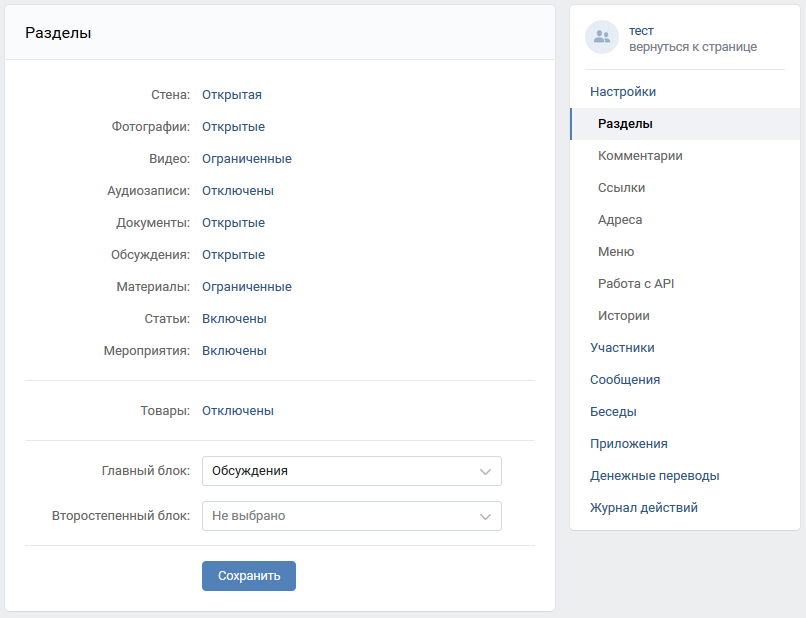 Разделы
Стена: Открытая
Фотографии: Открытые
Видео: Ограниченные
Аудиозаписи: Отключены
Документы: Открытые
Обсуждения: Открытые
Материалы: Ограниченные
Статьи: Включены
Мероприятия: Включены
Товары: Отключены
Главный блок: Обсуждения
Второстепенный блок: Не выбрано
Сохранить
тест
вернуться к странице
Настройки
Разделы
Комментарии
Ссылки
Адреса
Меню
Работа с API
Истории
Участники
Сообщения
Беседы
Приложения
Денежные переводы
Журнал действий